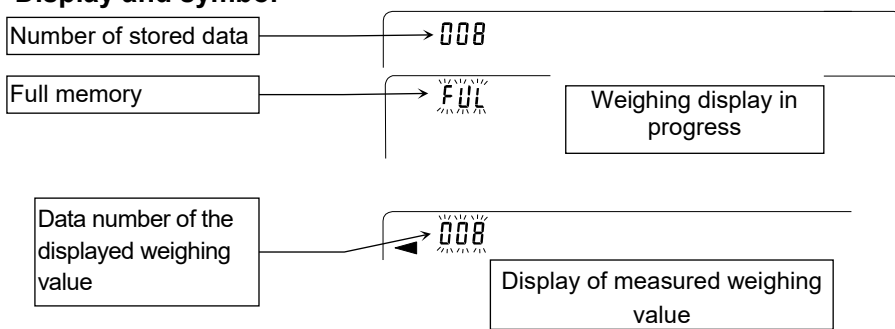 Display and symbol
Number of stored data
008
Full memory
FUL
Weighing display in
progress
Data number of the
displayed weighing
value
008
Display of measured weighing
value